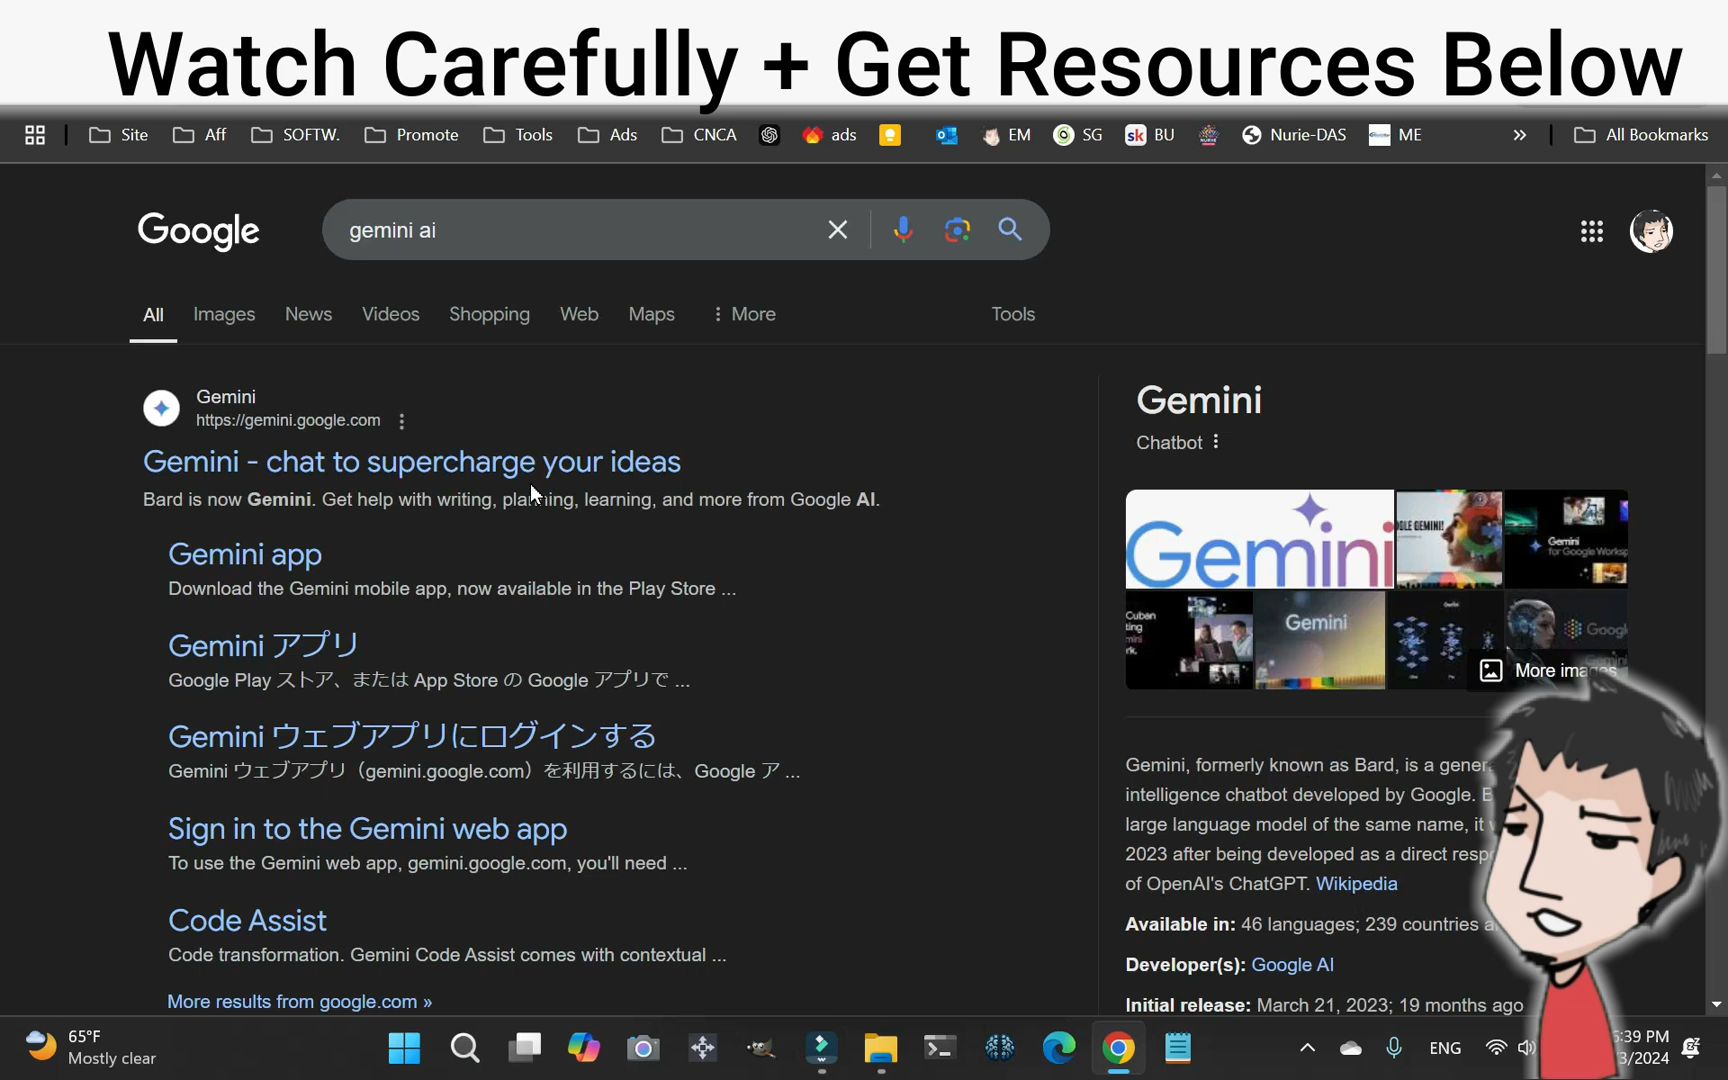 Watch Carefully + Get Resources Below
Site Aff SOFTW. Promote Tools Ads CNCA ads EM SG sk BU Nurie-DAS ME » All Bookmarks
Google gemini ai
All Images News Videos Shopping Web Maps More Tools
Gemini
https://gemini.google.com
Gemini - chat to supercharge your ideas
Bard is now Gemini. Get help with writing, planning, learning, and more from Google AI.
Gemini app
Download the Gemini mobile app, now available in the Play Store ...
Gemini アプリ
Google Play ストア、または App Store の Google アプリで ...
Gemini ウェブアプリにログインする
Gemini ウェブアプリ（gemini.google.com）を利用するには、Google ア ...
Sign in to the Gemini web app
To use the Gemini web app, gemini.google.com, you'll need ...
Code Assist
Code transformation. Gemini Code Assist comes with contextual ...
More results from google.com »
Gemini
Chatbot
Gemini
Gemini
for Google
Gemini
More images
Gemini, formerly known as Bard, is a gener
intelligence chatbot developed by Google.
large language model of the same name, it
2023 after being developed as a direct resp
of OpenAI's ChatGPT. Wikipedia
Available in: 46 languages; 239 countries
Developer(s): Google AI
Initial release: March 21, 2023; 19 months ago
65°F
Mostly clear
ENG
:39 PM
3/2024